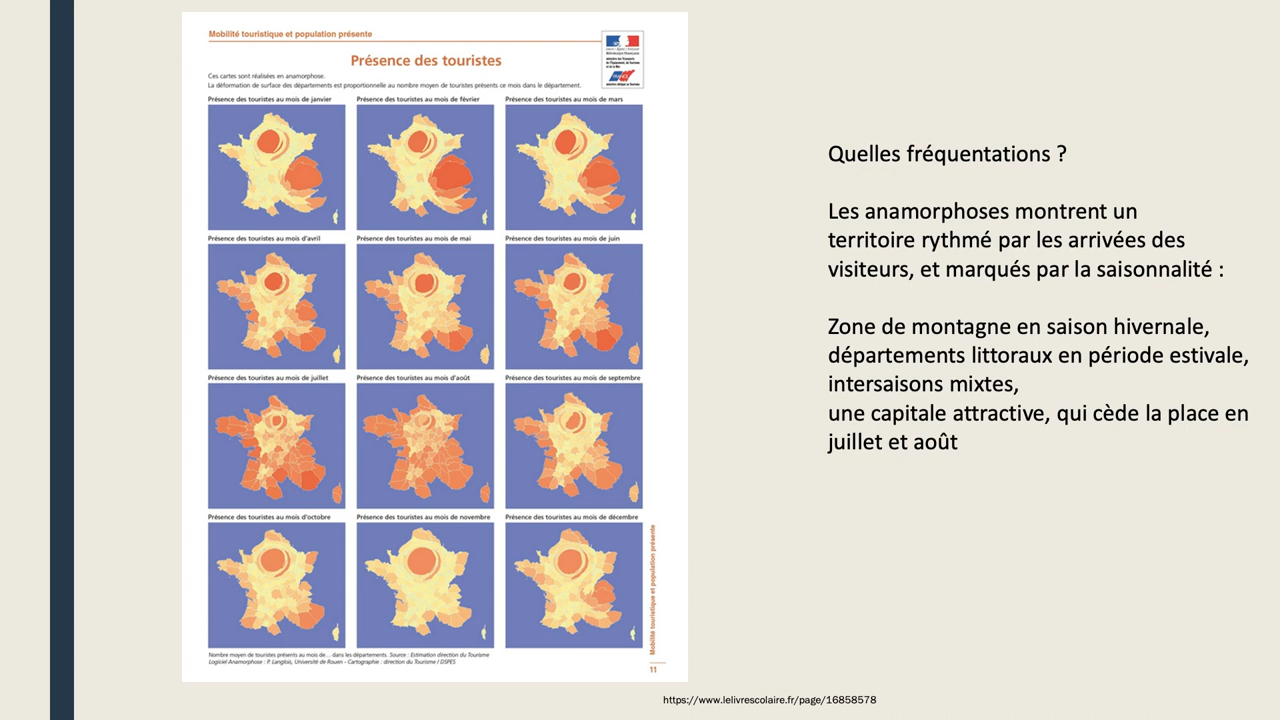 Mobilité touristique et population présente
Présence des touristes
Ces cartes sont réalisées en anamorphose.
La déformation de surface des départements est proportionnelle au nombre moyen de touristes présents ce mois dans le département.
Présence des touristes au mois de janvier
Présence des touristes au mois de février
Présence des touristes au mois de mars
Présence des touristes au mois d'avril
Présence des touristes au mois de mai
Présence des touristes au mois de juin
Présence des touristes au mois de juillet
Présence des touristes au mois d'août
Présence des touristes au mois de septembre
Présence des touristes au mois d'octobre
Présence des touristes au mois de novembre
Présence des touristes au mois de décembre
Nombre moyen de touristes présents au mois de... dans les départements. Source : Estimation direction du Tourisme
Logiciel Anamorphose : P. Langlois, Université de Rouen - Cartographie : direction du Tourisme / DSPES
Mobilité touristique et population présente
11
Quelles fréquentations ?
Les anamorphoses montrent un
territoire rythmé par les arrivées des
visiteurs, et marqués par la saisonnalité :
Zone de montagne en saison hivernale,
départements littoraux en période estivale,
intersaisons mixtes,
une capitale attractive, qui cède la place en
juillet et août
https://www.lelivrescolaire.fr/page/16858578